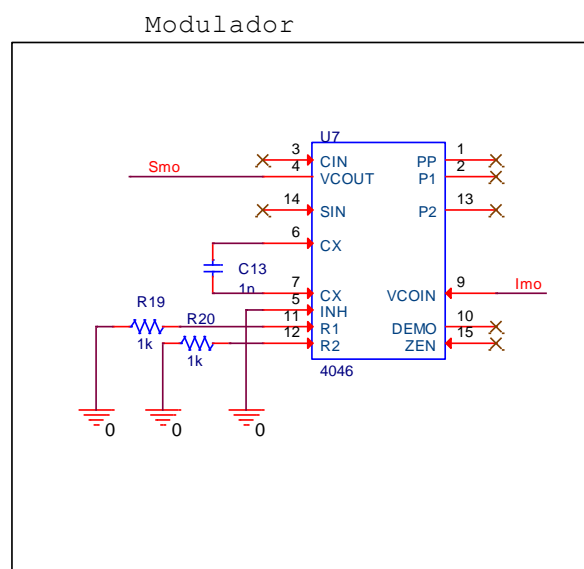 Modulador
U7
3 CIN PP 1
Smo 4 VCOUT P1 2
14 SIN P2 13
6 CX
C13
1n
7 CX VCOIN 9 Imo
5 INH
R19 11 R1 DEMO 10
R20 12 R2 ZEN 15
1k
1k
4046
0 0 0